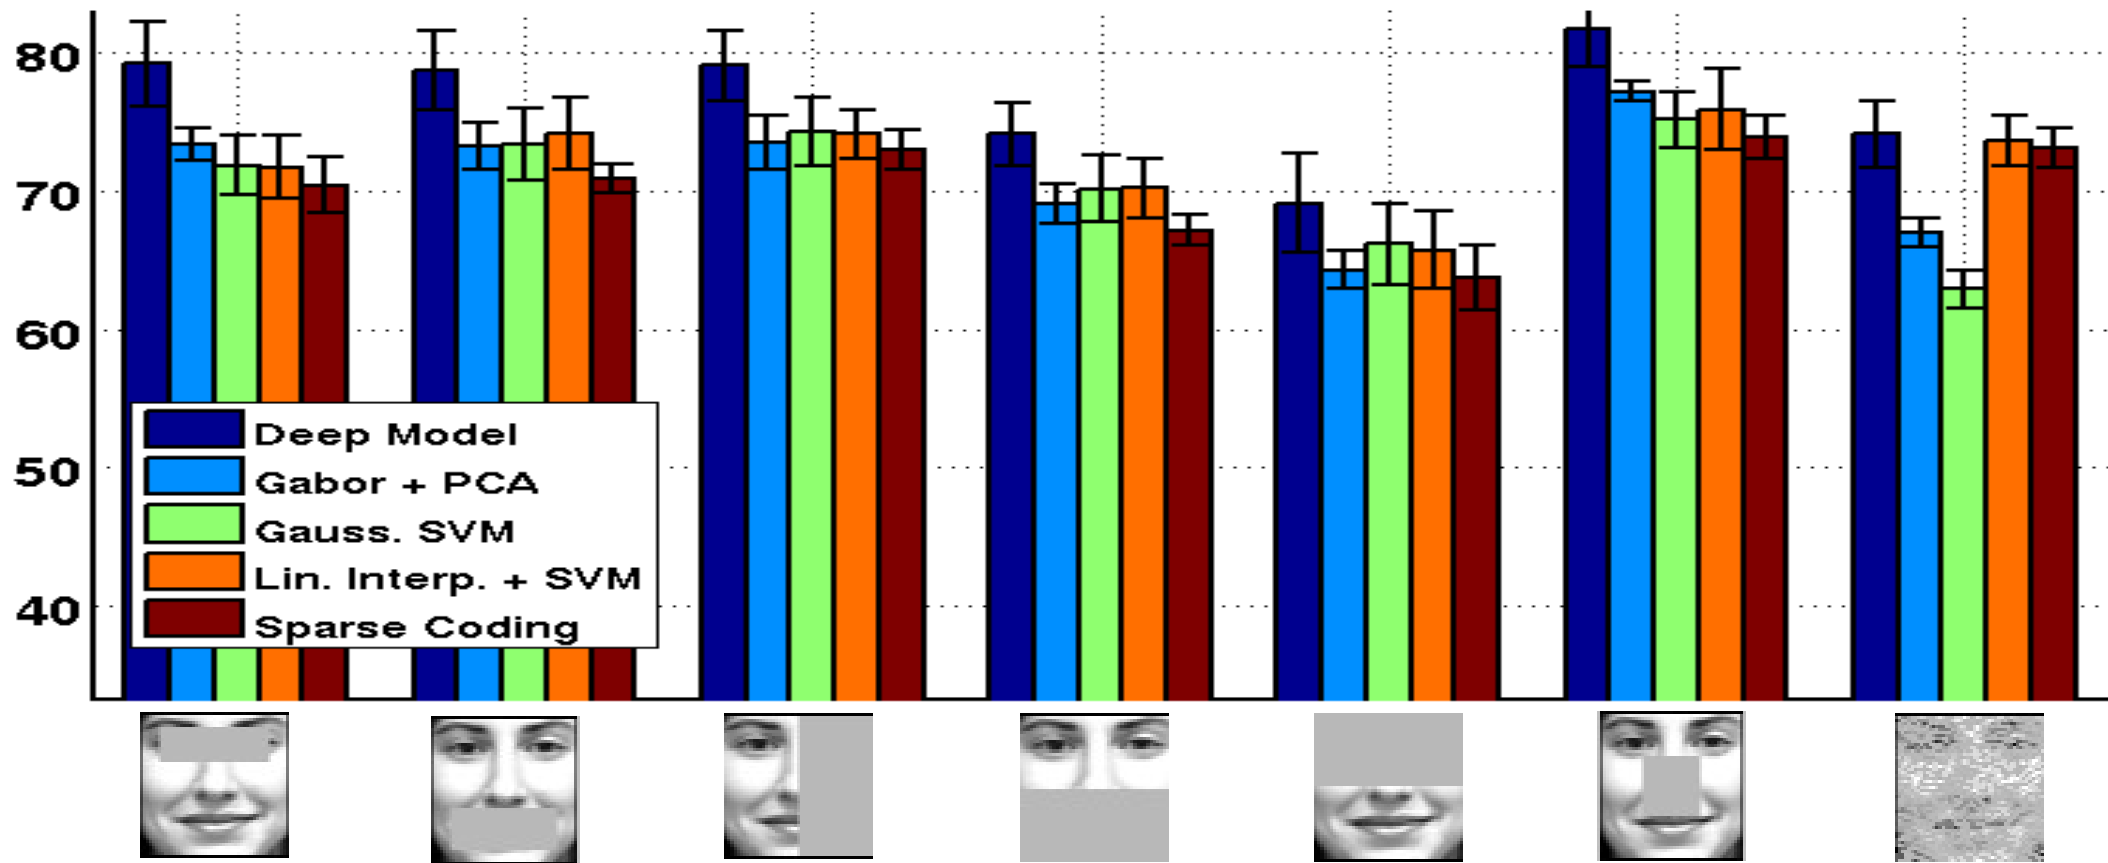 80
70
60
50
40
Deep Model
Gabor + PCA
Gauss. SVM
Lin. Interp. + SVM
Sparse Coding